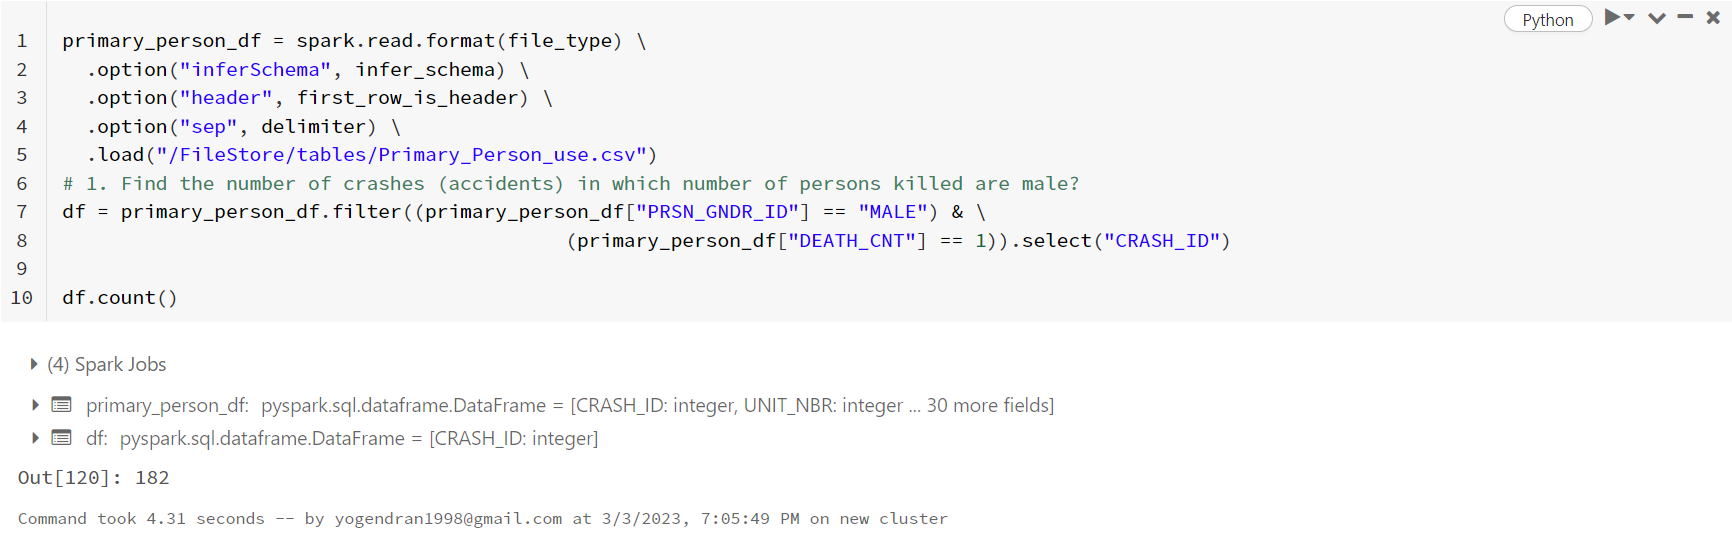 Python
1 primary_person_df = spark.read.format(file_type) \
2 .option("inferSchema", infer_schema) \
3 .option("header", first_row_is_header) \
4 .option("sep", delimiter) \
5 .load("/FileStore/tables/Primary_Person_use.csv")
6 # 1. Find the number of crashes (accidents) in which number of persons killed are male?
7 df = primary_person_df.filter((primary_person_df["PRSN_GNDR_ID"] == "MALE") & \
8 (primary_person_df["DEATH_CNT"] == 1)).select("CRASH_ID")
9
10 df.count()
(4) Spark Jobs
primary_person_df: pyspark.sql.dataframe.DataFrame = [CRASH_ID: integer, UNIT_NBR: integer ... 30 more fields]
df: pyspark.sql.dataframe.DataFrame = [CRASH_ID: integer]
Out[120]: 182
Command took 4.31 seconds -- by yogendran1998@gmail.com at 3/3/2023, 7:05:49 PM on new cluster